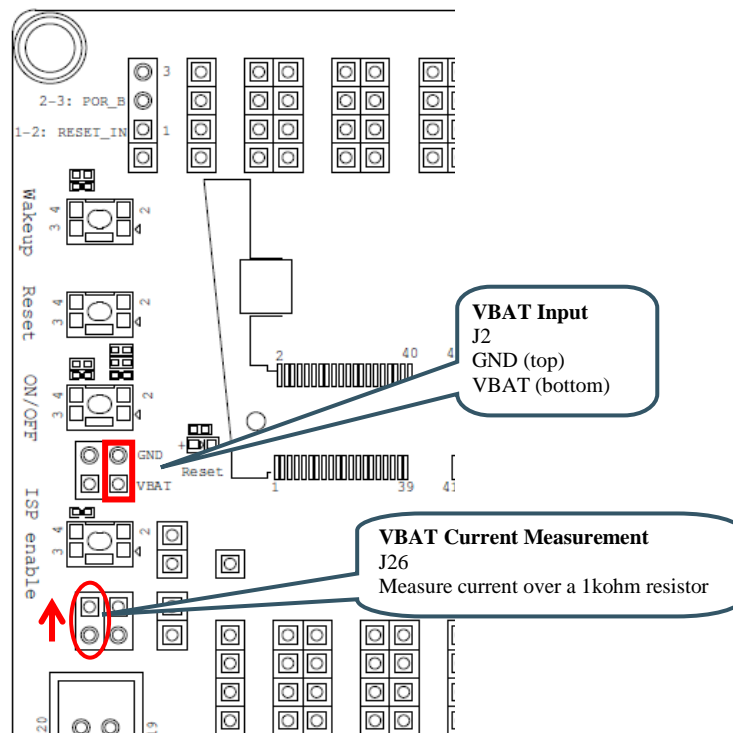 3
2-3: POR_B
1-2: RESET_IN
1
Wakeup
4
3
2
Reset
4
3
2
ON/OFF
4
3
2
2
40
4
VBAT Input
J2
GND (top)
VBAT (bottom)
GND
VBAT
+
Reset
1
39
41
ISP enable
4
3
2
VBAT Current Measurement
J26
Measure current over a 1kohm resistor
20
19